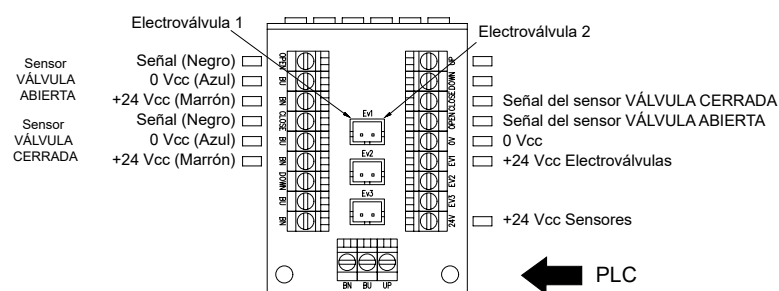 Electroválvula 1
Electroválvula 2
Sensor
VÁLVULA
ABIERTA
Señal (Negro)
0 Vcc (Azul)
+24 Vcc (Marrón)
Sensor
VÁLVULA
CERRADA
Señal (Negro)
0 Vcc (Azul)
+24 Vcc (Marrón)
OPEN
BU
BN
CLOSE
BU
BN
DOWN
BU
BN
Ev1
Ev2
Ev3
UP
DOWN
CLOSE
OPEN
0V
EV1
EV2
EV3
24V
Señal del sensor VÁLVULA CERRADA
Señal del sensor VÁLVULA ABIERTA
0 Vcc
+24 Vcc Electroválvulas
+24 Vcc Sensores
BN BU UP
PLC